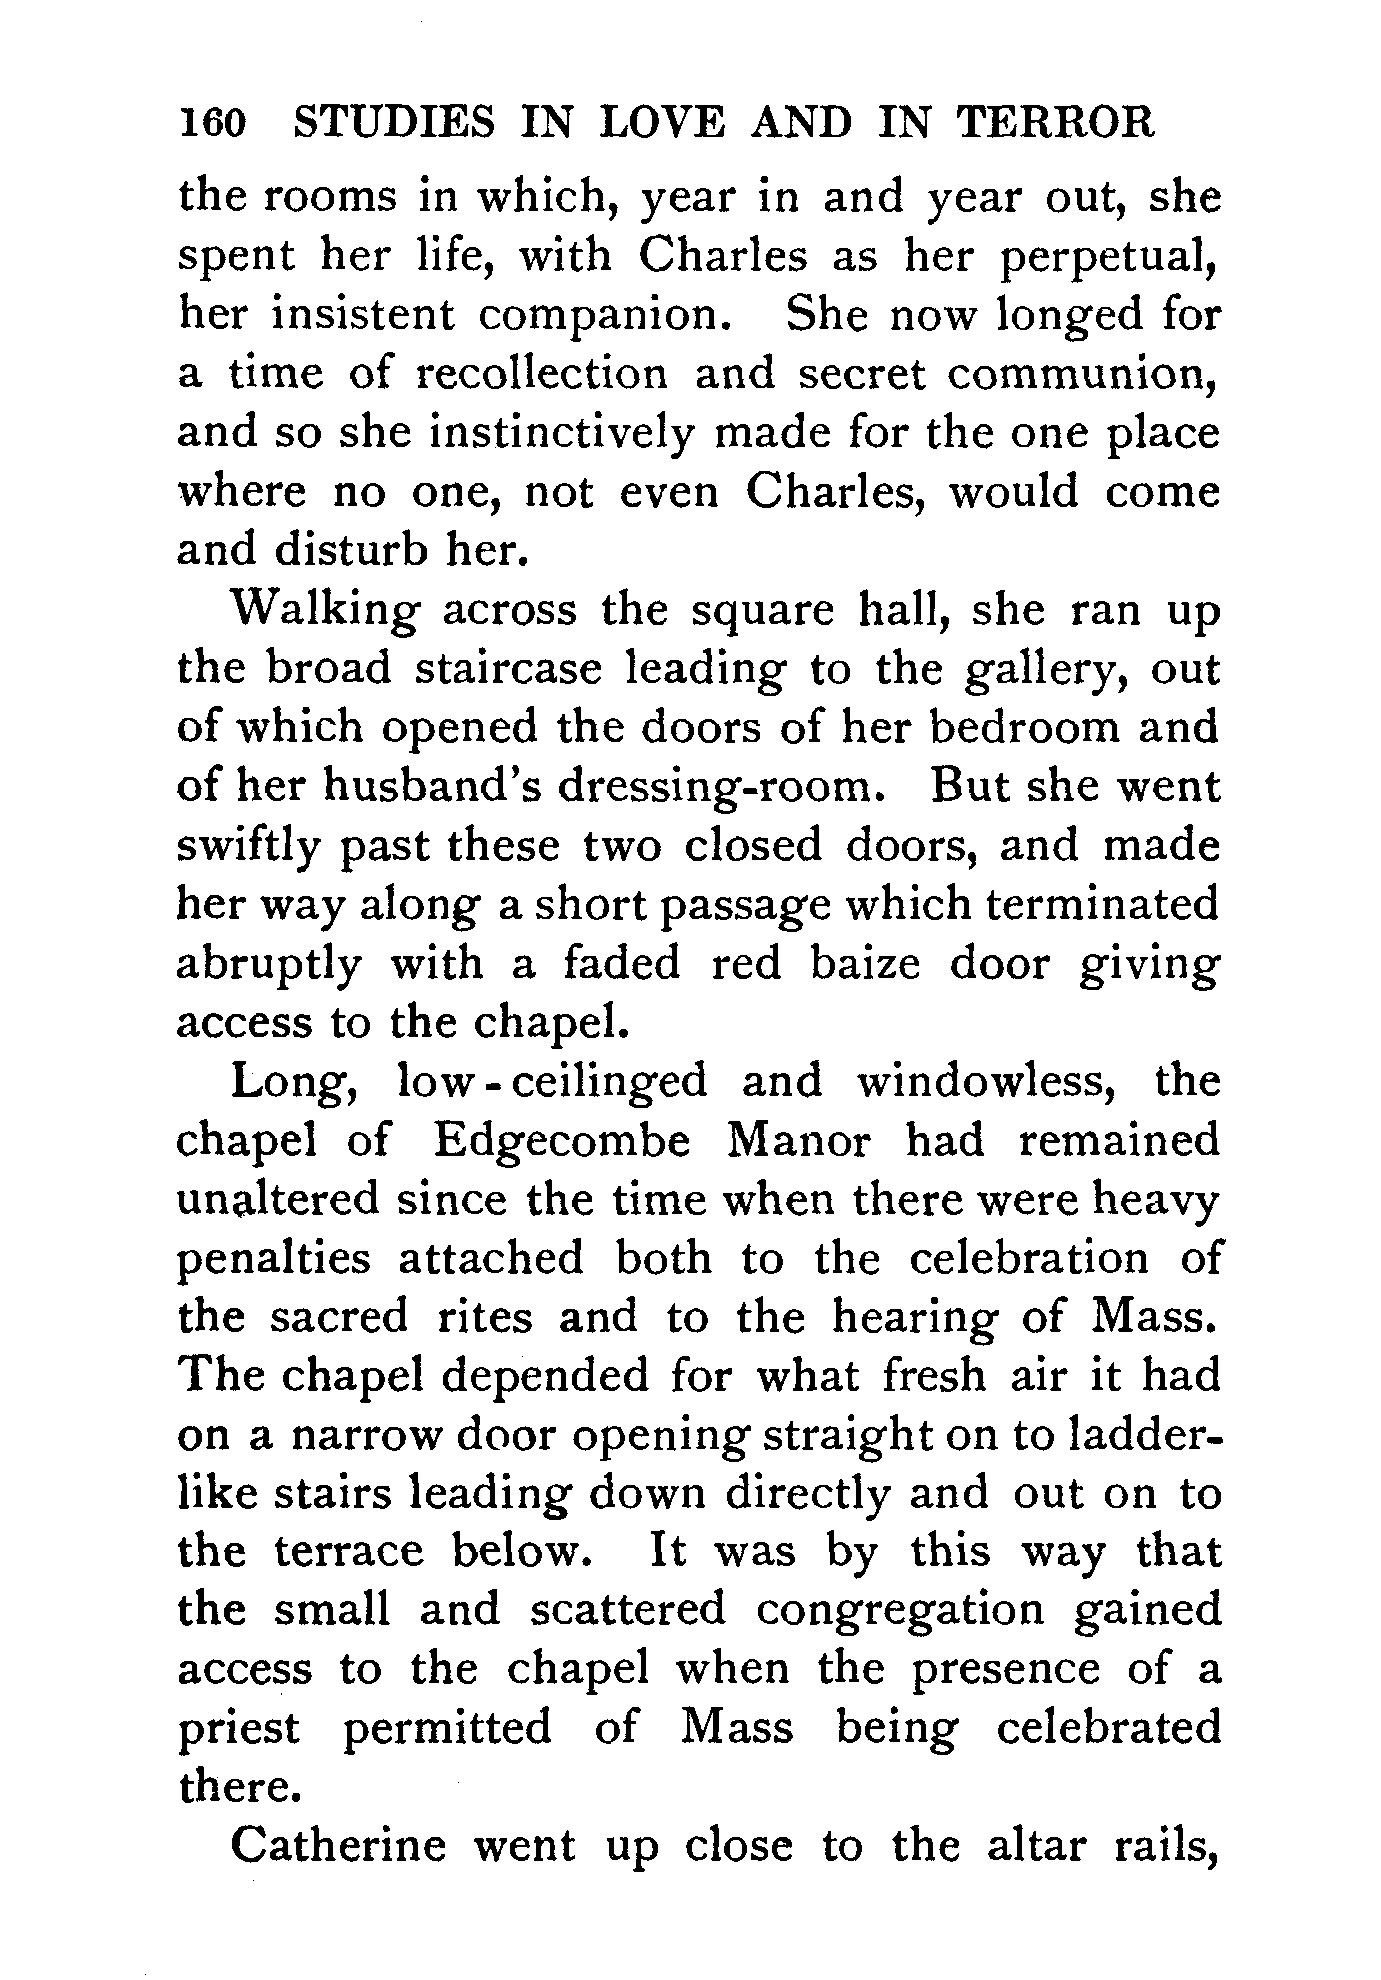 160 STUDIES IN LOVE AND IN TERROR
the rooms in which, year in and year out, she
spent her life, with Charles as her perpetual,
her insistent companion. She now longed for
a time of recollection and secret communion,
and so she instinctively made for the one place
where no one, not even Charles, would come
and disturb her.
Walking across the square hall, she ran up
the broad staircase leading to the gallery, out
of which opened the doors of her bedroom and
of her husband's dressing-room. But she went
swiftly past these two closed doors, and made
her way along a short passage which terminated
abruptly with a faded red baize door giving
access to the chapel.
Long, low-ceilinged and windowless, the
chapel of Edgecombe Manor had remained
unaltered since the time when there were heavy
penalties attached both to the celebration of
the sacred rites and to the hearing of Mass.
The chapel depended for what fresh air it had
on a narrow door opening straight on to ladder-
like stairs leading down directly and out on to
the terrace below. It was by this way that
the small and scattered congregation gained
access to the chapel when the presence of a
priest permitted of Mass being celebrated
there.
Catherine went up close to the altar rails,